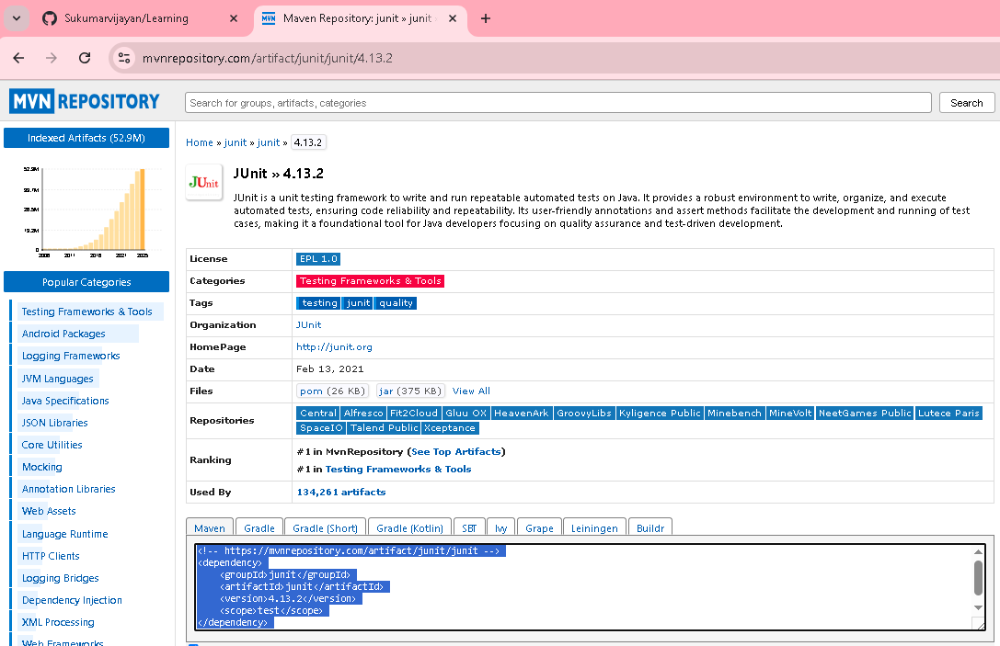 Sukumarvijayan/Learning
Maven Repository: junit » junit
mvnrepository.com/artifact/junit/junit/4.13.2
MVN REPOSITORY
Search for groups, artifacts, categories
Search
Indexed Artifacts (52.9M)
52.9M
26.5M
13.2M
0
2006 2011 2016 2021 2025
Popular Categories
Testing Frameworks & Tools
Android Packages
Logging Frameworks
JVM Languages
Java Specifications
JSON Libraries
Core Utilities
Mocking
Annotation Libraries
Web Assets
Language Runtime
HTTP Clients
Logging Bridges
Dependency Injection
XML Processing
Web Frameworks
Home » junit » junit » 4.13.2
JUnit
JUnit » 4.13.2
JUnit is a unit testing framework to write and run repeatable automated tests on Java. It provides a robust environment to write, organize, and execute
automated tests, ensuring code reliability and repeatability. Its user-friendly annotations and assert methods facilitate the development and running of test
cases, making it a foundational tool for Java developers focusing on quality assurance and test-driven development.
License EPL 1.0
Categories Testing Frameworks & Tools
Tags testing junit quality
Organization JUnit
HomePage http://junit.org
Date Feb 13, 2021
Files pom (26 KB) jar (375 KB) View All
Repositories Central Alfresco Fit2Cloud Gluu OX HeavenArk GroovyLibs Kyligence Public Minebench MineVolt NeetGames Public Lutece Paris
SpaceIO Talend Public Xceptance
Ranking #1 in MvnRepository (See Top Artifacts)
#1 in Testing Frameworks & Tools
Used By 134,261 artifacts
Maven Gradle Gradle (Short) Gradle (Kotlin) SBT Ivy Grape Leiningen Buildr
<!-- https://mvnrepository.com/artifact/junit/junit -->
<dependency>
    <groupId>junit</groupId>
    <artifactId>junit</artifactId>
    <version>4.13.2</version>
    <scope>test</scope>
</dependency>